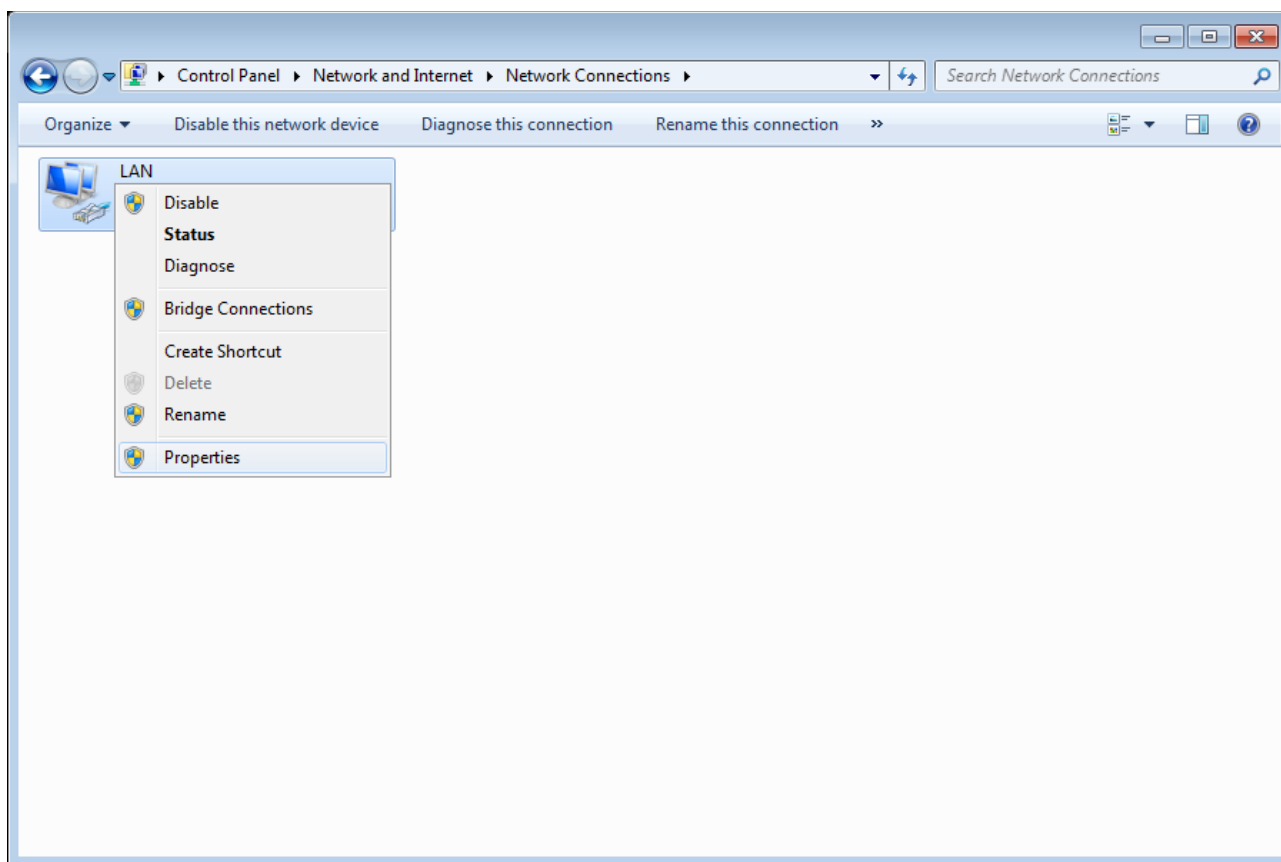 Control Panel Network and Internet Network Connections Search Network Connections
Organize Disable this network device Diagnose this connection Rename this connection »
LAN
Disable
Status
Diagnose
Bridge Connections
Create Shortcut
Delete
Rename
Properties